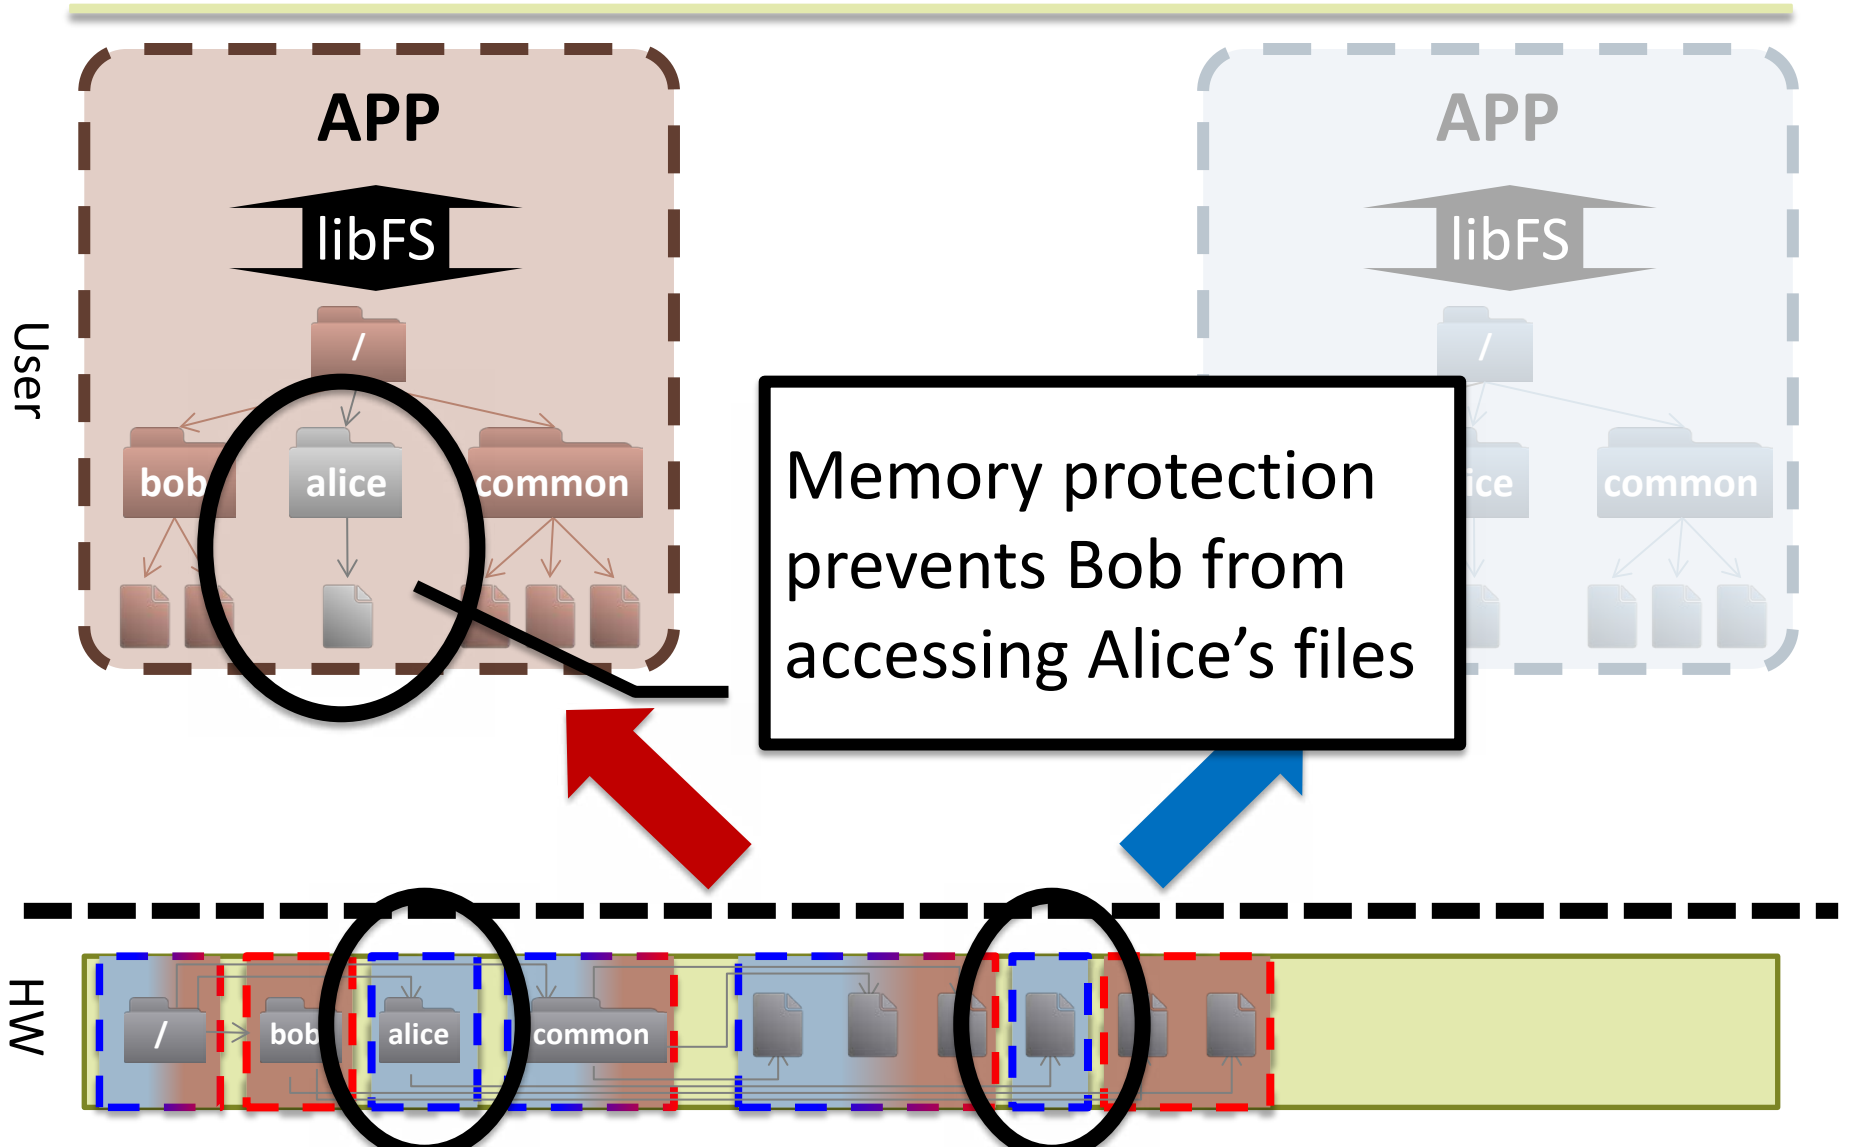 APP
libFS
/
bob
alice
common
User
APP
libFS
/
ice
common
Memory protection
prevents Bob from
accessing Alice’s files
HW
/
bob
alice
common